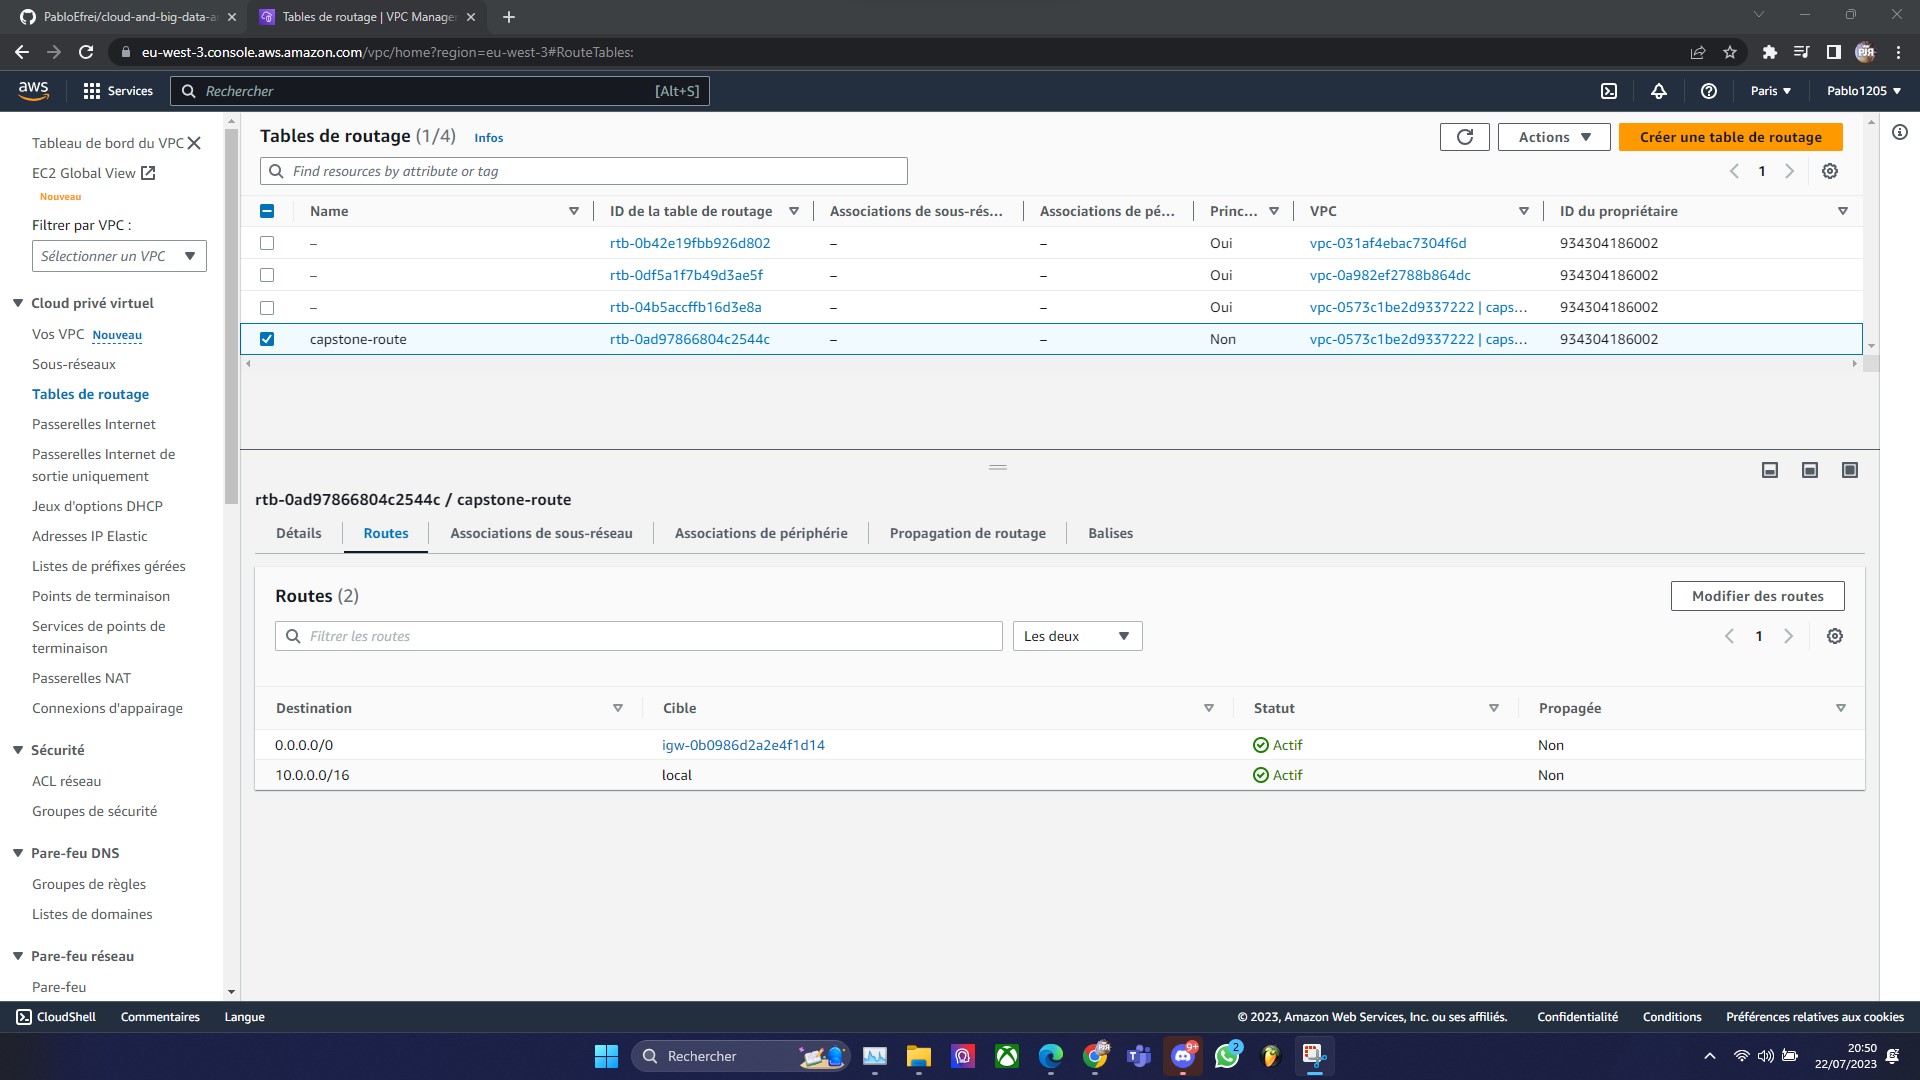 PabloEfrei/cloud-and-big-data-a
Tables de routage | VPC Manager
eu-west-3.console.aws.amazon.com/vpc/home?region=eu-west-3#RouteTables:
aws
Services
Rechercher
[Alt+S]
Paris
Pablo1205
Tableau de bord du VPC
EC2 Global View
Nouveau
Filtrer par VPC :
Sélectionner un VPC
Cloud privé virtuel
Vos VPC Nouveau
Sous-réseaux
Tables de routage
Passerelles Internet
Passerelles Internet de
sortie uniquement
Jeux d'options DHCP
Adresses IP Elastic
Listes de préfixes gérées
Points de terminaison
Services de points de
terminaison
Passerelles NAT
Connexions d'appairage
Sécurité
ACL réseau
Groupes de sécurité
Pare-feu DNS
Groupes de règles
Listes de domaines
Pare-feu réseau
Pare-feu
Tables de routage (1/4) Infos
Actions
Créer une table de routage
Find resources by attribute or tag
1
Name ID de la table de routage Associations de sous-rés... Associations de pé... Princ... VPC ID du propriétaire
– rtb-0b42e19fbb926d802 – – Oui vpc-031af4ebac7304f6d 934304186002
– rtb-0df5a1f7b49d3ae5f – – Oui vpc-0a982ef2788b864dc 934304186002
– rtb-04b5accffb16d3e8a – – Oui vpc-0573c1be2d9337222 | caps... 934304186002
capstone-route rtb-0ad97866804c2544c – – Non vpc-0573c1be2d9337222 | caps... 934304186002
rtb-0ad97866804c2544c / capstone-route
Détails Routes Associations de sous-réseau Associations de périphérie Propagation de routage Balises
Routes (2)
Modifier des routes
Filtrer les routes
Les deux
1
Destination Cible Statut Propagée
0.0.0.0/0 igw-0b0986d2a2e4f1d14 Actif Non
10.0.0.0/16 local Actif Non
CloudShell Commentaires Langue
© 2023, Amazon Web Services, Inc. ou ses affiliés. Confidentialité Conditions Préférences relatives aux cookies
Rechercher
9+
2
20:50
22/07/2023